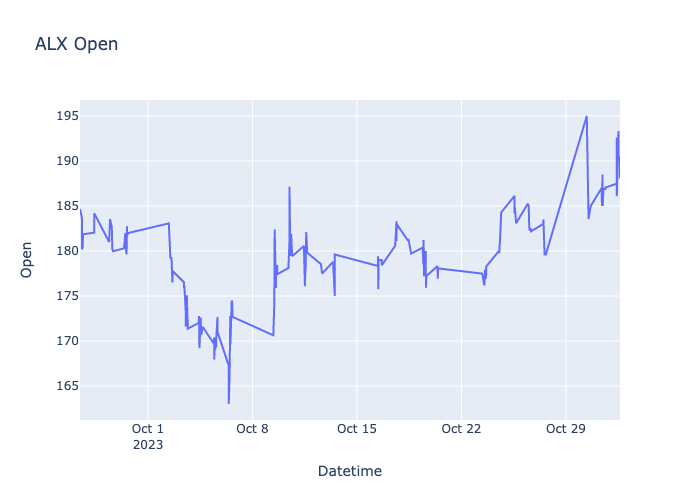 ALX Open
195
190
185
180
175
170
165
Open
Oct 1
2023
Oct 8
Oct 15
Oct 22
Oct 29
Datetime